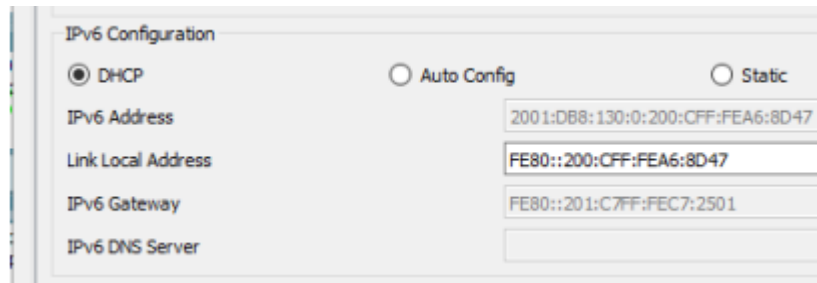 IPv6 Configuration
DHCP Auto Config Static
IPv6 Address 2001:DB8:130:0:200:CFF:FEA6:8D47
Link Local Address FE80::200:CFF:FEA6:8D47
IPv6 Gateway FE80::201:C7FF:FEC7:2501
IPv6 DNS Server